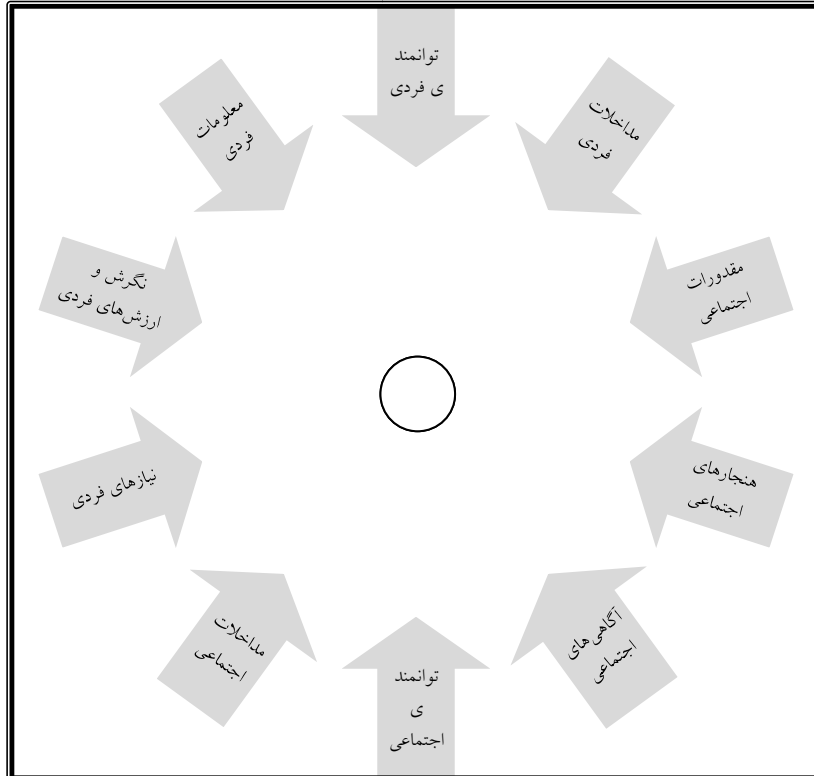 توانمند
ی فردی
مداخلات
فردی
مقدورات
اجتماعی
هنجارهای
اجتماعی
آگاهی‌های
اجتماعی
توانمند
ی
اجتماعی
مداخلات
اجتماعی
نیازهای فردی
نگرش و
ارزش‌های فردی
معلومات
فردی